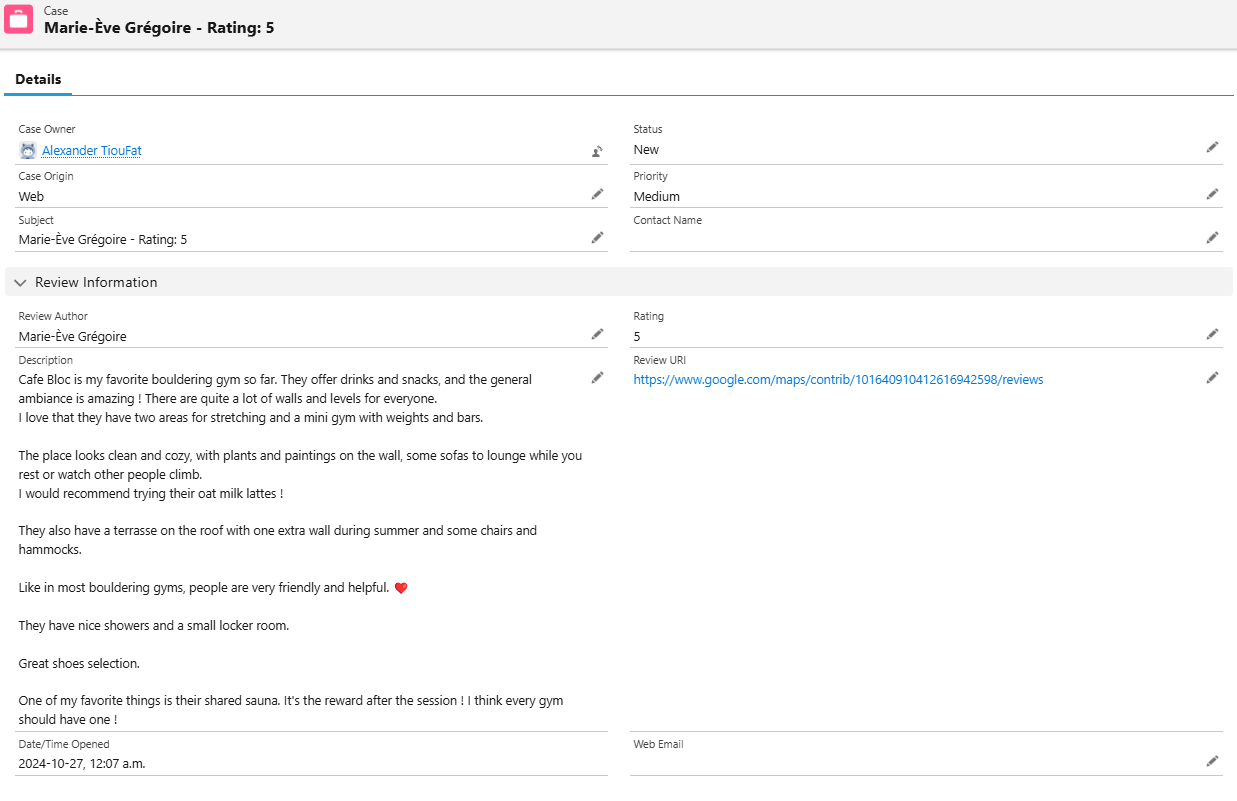 Case
Marie-Ève Grégoire - Rating: 5
Details
Case Owner
Alexander TiouFat
Status
New
Case Origin
Web
Priority
Medium
Subject
Marie-Ève Grégoire - Rating: 5
Contact Name
Review Information
Review Author
Marie-Ève Grégoire
Rating
5
Description
Cafe Bloc is my favorite bouldering gym so far. They offer drinks and snacks, and the general
ambiance is amazing ! There are quite a lot of walls and levels for everyone.
I love that they have two areas for stretching and a mini gym with weights and bars.
The place looks clean and cozy, with plants and paintings on the wall, some sofas to lounge while you
rest or watch other people climb.
I would recommend trying their oat milk lattes !
They also have a terrasse on the roof with one extra wall during summer and some chairs and
hammocks.
Like in most bouldering gyms, people are very friendly and helpful. ❤️
They have nice showers and a small locker room.
Great shoes selection.
One of my favorite things is their shared sauna. It's the reward after the session ! I think every gym
should have one !
Review URI
https://www.google.com/maps/contrib/101640910412616942598/reviews
Date/Time Opened
2024-10-27, 12:07 a.m.
Web Email